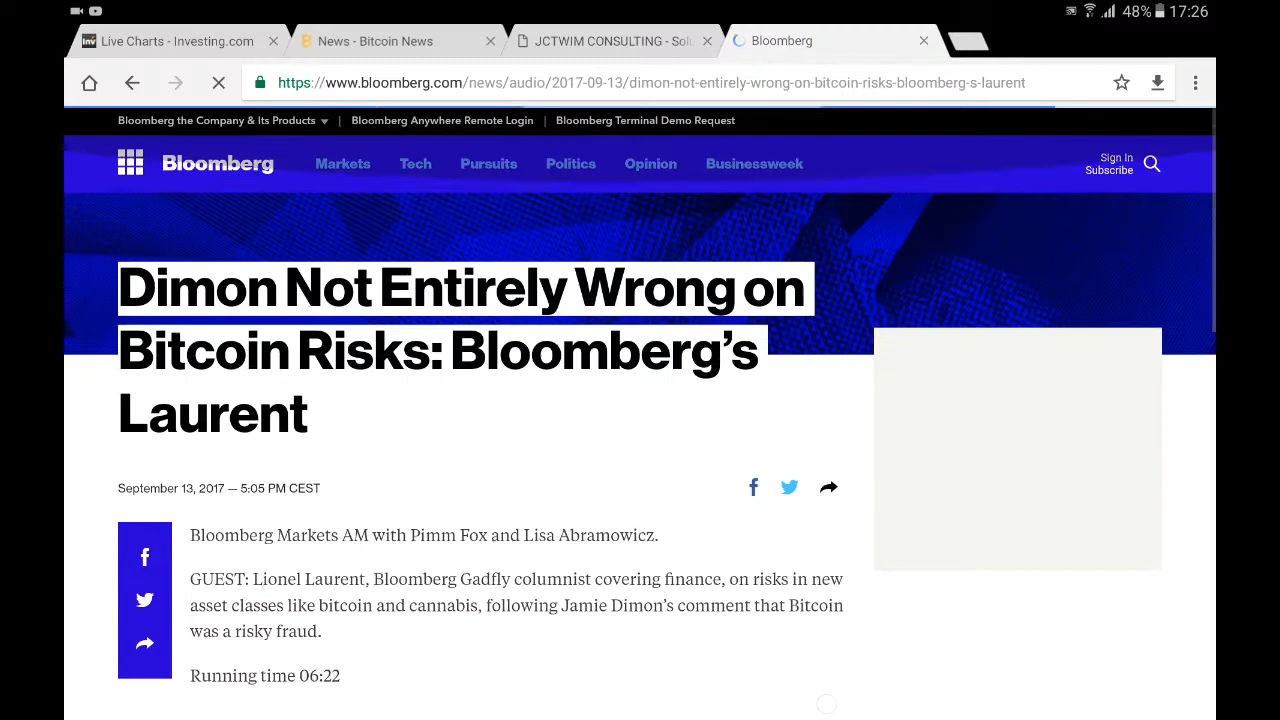 48% 17:26
Inv Live Charts - Investing.com
News - Bitcoin News
JCTWIM CONSULTING - Solu
Bloomberg
https://www.bloomberg.com/news/audio/2017-09-13/dimon-not-entirely-wrong-on-bitcoin-risks-bloomberg-s-laurent
Bloomberg the Company & Its Products | Bloomberg Anywhere Remote Login | Bloomberg Terminal Demo Request
Bloomberg Markets Tech Pursuits Politics Opinion Businessweek
Sign In
Subscribe
Dimon Not Entirely Wrong on
Bitcoin Risks: Bloomberg’s
Laurent
September 13, 2017 — 5:05 PM CEST
Bloomberg Markets AM with Pimm Fox and Lisa Abramowicz.
GUEST: Lionel Laurent, Bloomberg Gadfly columnist covering finance, on risks in new
asset classes like bitcoin and cannabis, following Jamie Dimon’s comment that Bitcoin
was a risky fraud.
Running time 06:22